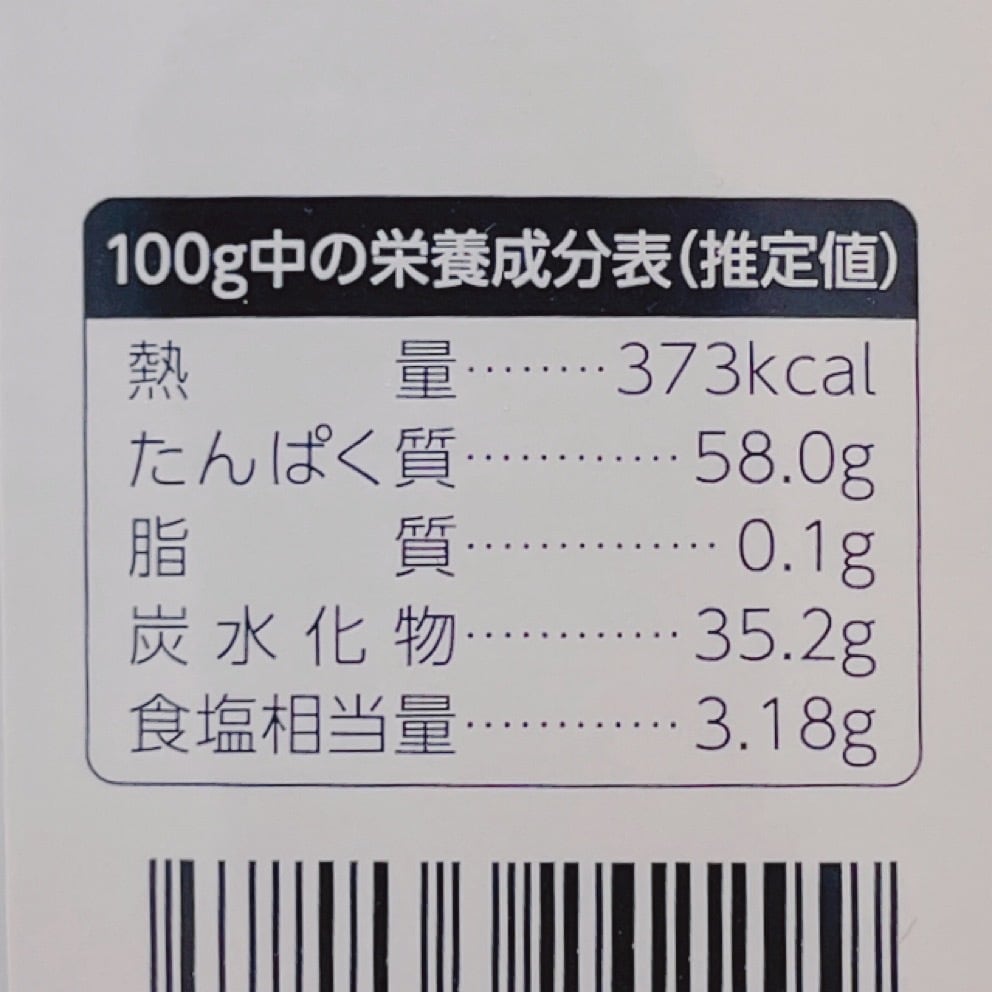 100g中の栄養成分表(推定値)
熱量········373kcal
たんぱく質············58.0g
脂質··············0.1g
炭水化物············35.2g
食塩相当量············3.18g